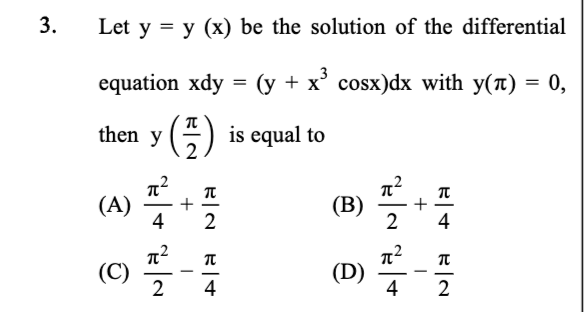 3. Let y = y (x) be the solution of the differential
equation xdy = (y + x³ cosx)dx with y(π) = 0,
then y (π/2) is equal to
(A) π²/4 + π/2 (B) π²/2 + π/4
(C) π²/2 − π/4 (D) π²/4 − π/2